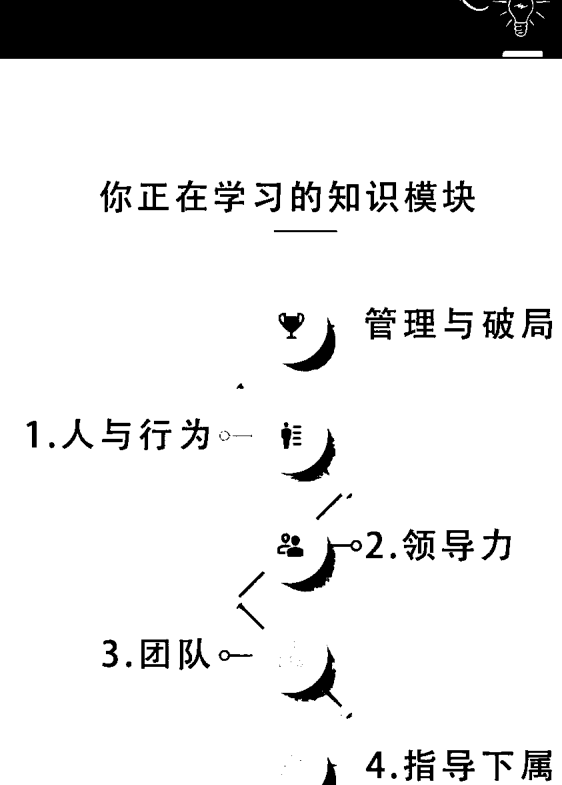 你正在学习的知识模块
管理与破局
1.人与行为
2.领导力
3.团队
4.指导下属